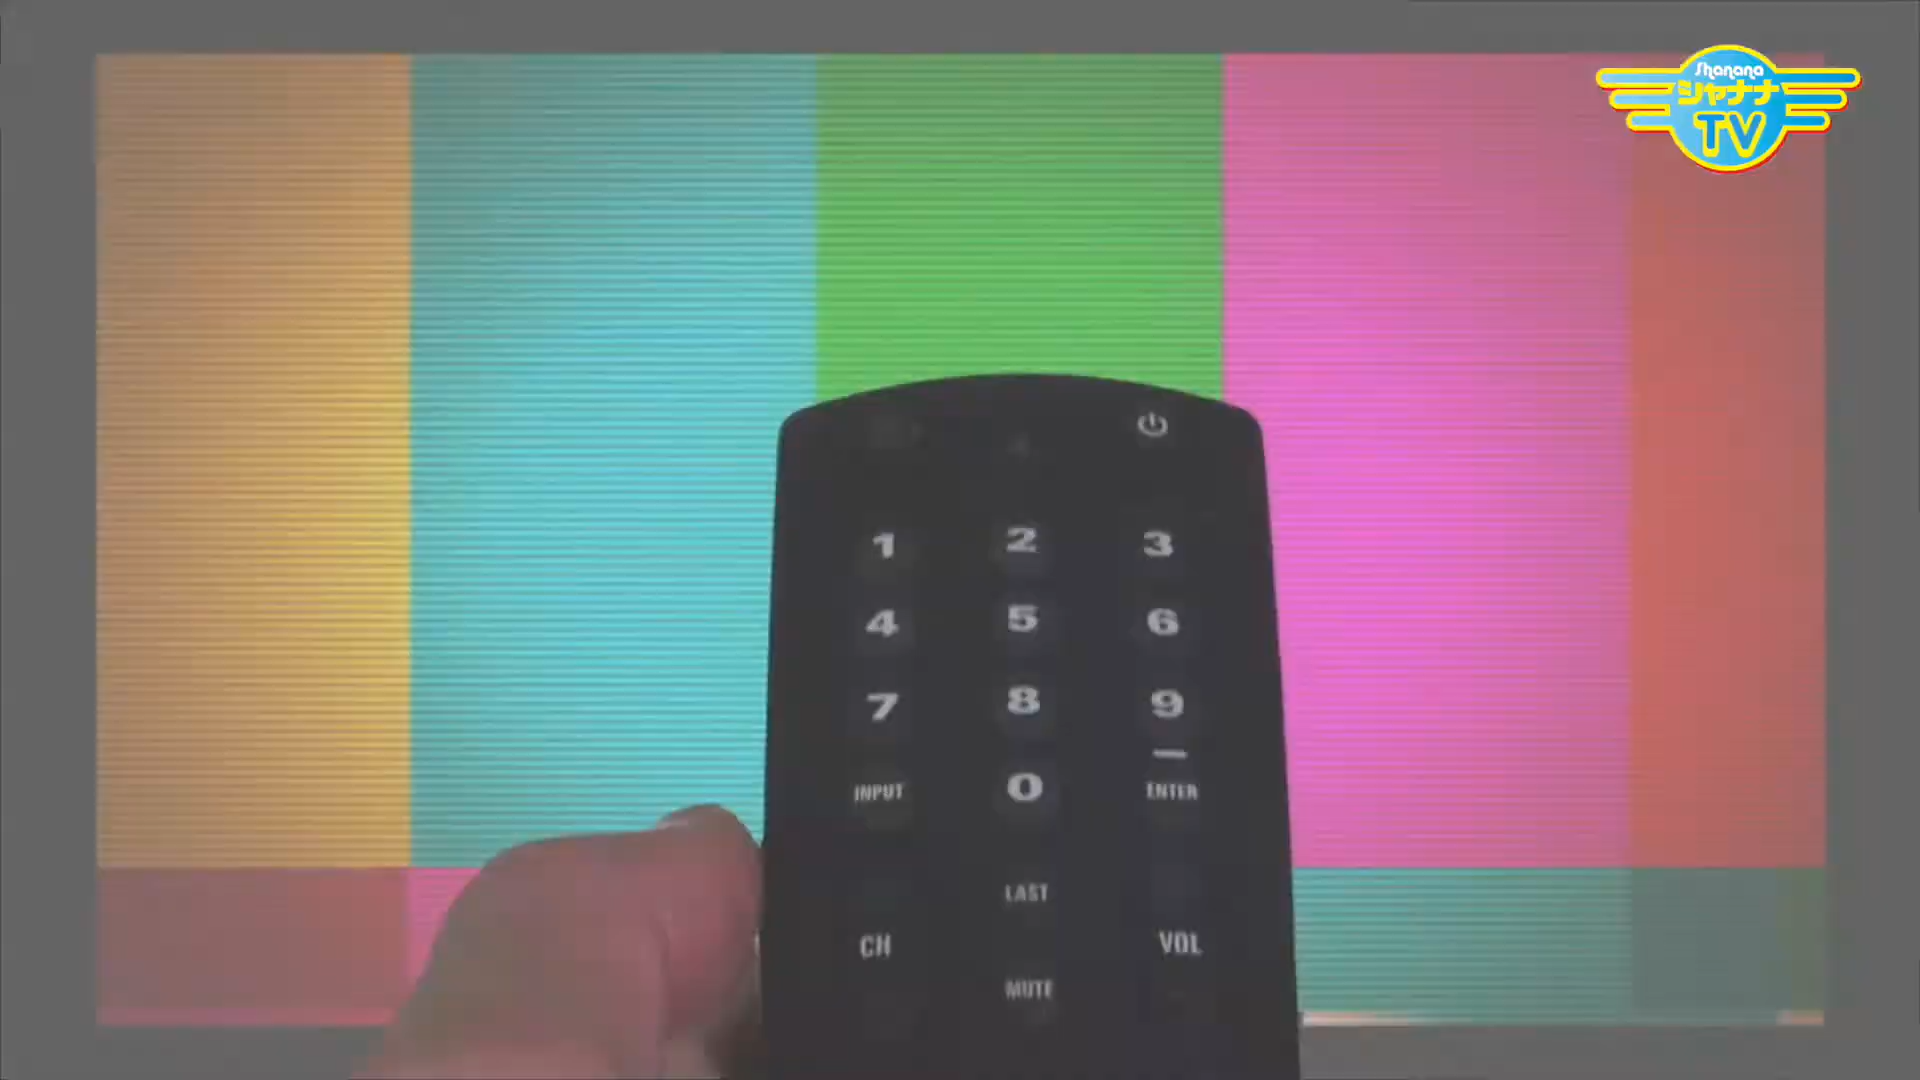 Shanana
シャナナ
TV
1 2 3
4 5 6
7 8 9
INPUT 0 ENTER
LAST
CH VOL
MUTE